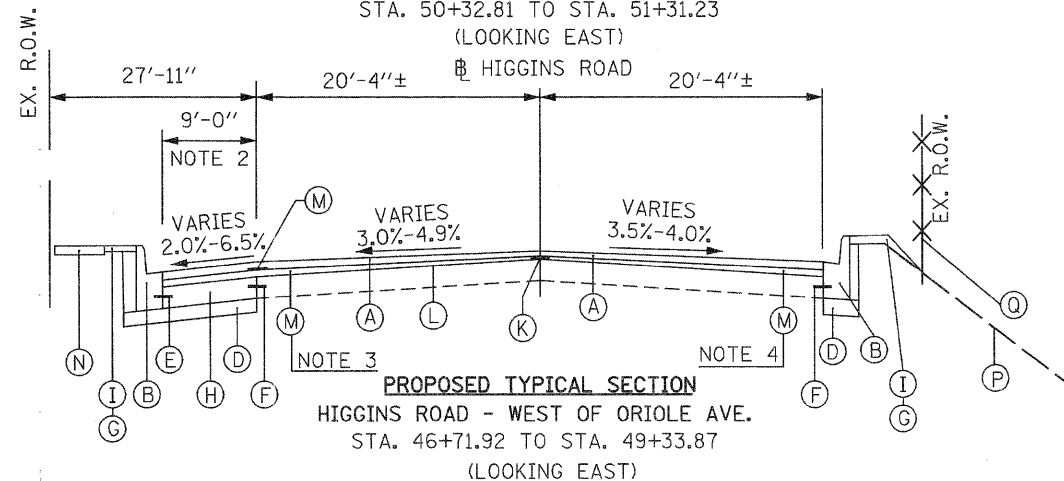 STA. 50+32.81 TO STA. 51+31.23
(LOOKING EAST)
℄ HIGGINS ROAD
EX. R.O.W.
27'-11"
20'-4"±
20'-4"±
9'-0"
NOTE 2
EX. R.O.W.
M
VARIES
2.0%-6.5%
VARIES
3.0%-4.9%
VARIES
3.5%-4.0%
N
I
G
B
E
H
D
F
M
A
L
K
A
M
F
D
B
I
G
P
Q
NOTE 3
NOTE 4
PROPOSED TYPICAL SECTION
HIGGINS ROAD - WEST OF ORIOLE AVE.
STA. 46+71.92 TO STA. 49+33.87
(LOOKING EAST)